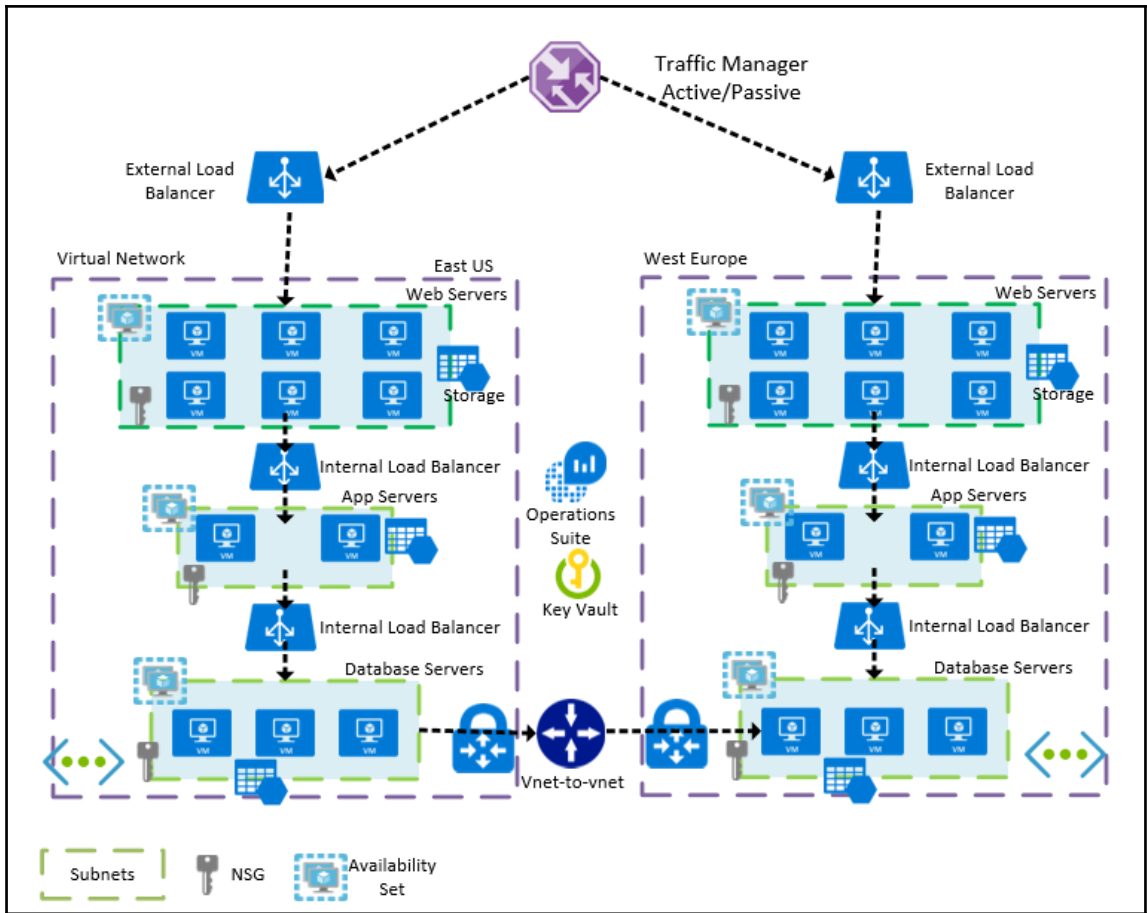 Traffic Manager
Active/Passive
External Load
Balancer
External Load
Balancer
Virtual Network
East US
West Europe
Web Servers
Web Servers
VM
VM
VM
VM
VM
VM
VM
VM
VM
VM
VM
VM
Storage
Storage
Internal Load Balancer
Internal Load Balancer
App Servers
App Servers
VM
VM
VM
VM
Operations
Suite
Key Vault
Internal Load Balancer
Internal Load Balancer
Database Servers
Database Servers
VM
VM
VM
VM
VM
VM
Vnet-to-vnet
Subnets
NSG
Availability
Set